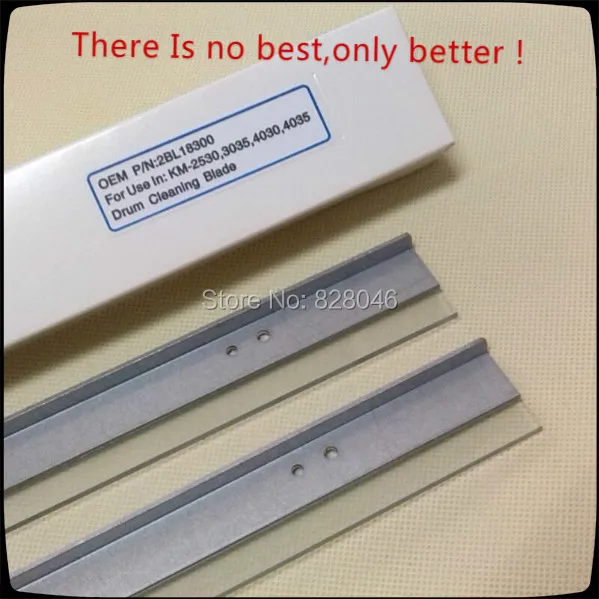 There Is no best,only better !
OEM P/N:2BL18300
For Use In: KM-2530,3035,4030,4035
Drum Cleaning Blade
Store No: 828046